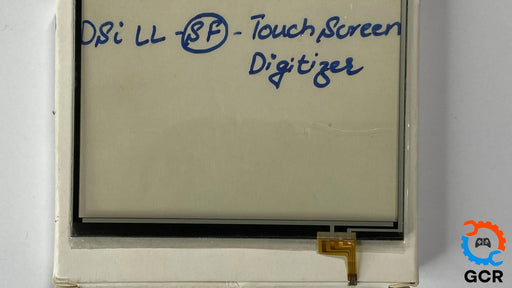 DSi LL - SF - Touch Screen
Digitizer
GCR